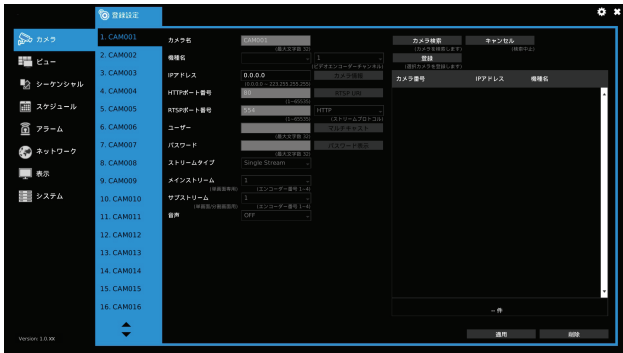 登録設定
カメラ
ビュー
シーケンシャル
スケジュール
アラーム
ネットワーク
表示
システム
Version: 1.0.xx
1. CAM001
2. CAM002
3. CAM003
4. CAM004
5. CAM005
6. CAM006
7. CAM007
8. CAM008
9. CAM009
10. CAM010
11. CAM011
12. CAM012
13. CAM013
14. CAM014
15. CAM015
16. CAM016
カメラ名 CAM001
(最大文字数 32)
機種名 1
(ビデオエンコーダーチャンネル)
IPアドレス 0.0.0.0 カメラ登録
(0.0.0.0 ~ 223.255.255.255)
HTTPポート番号 80 RTSP URI
(1~65535)
RTSPポート番号 554 HTTP
(1~65535) (ストリームプロトコル)
ユーザー マルチキャスト
(最大文字数 32)
パスワード パスワード表示
(最大文字数 32)
ストリームタイプ Single Stream
メインストリーム 1
(単画面専用) (エンコーダー番号 1~4)
サブストリーム 1
(単画面/分割画面用) (エンコーダー番号 1~4)
音声 OFF
カメラ検索 キャンセル
(カメラを検索します) (検索中止)
登録
(選択カメラを登録します)
カメラ番号 IPアドレス 機種名
-- 件
適用 削除